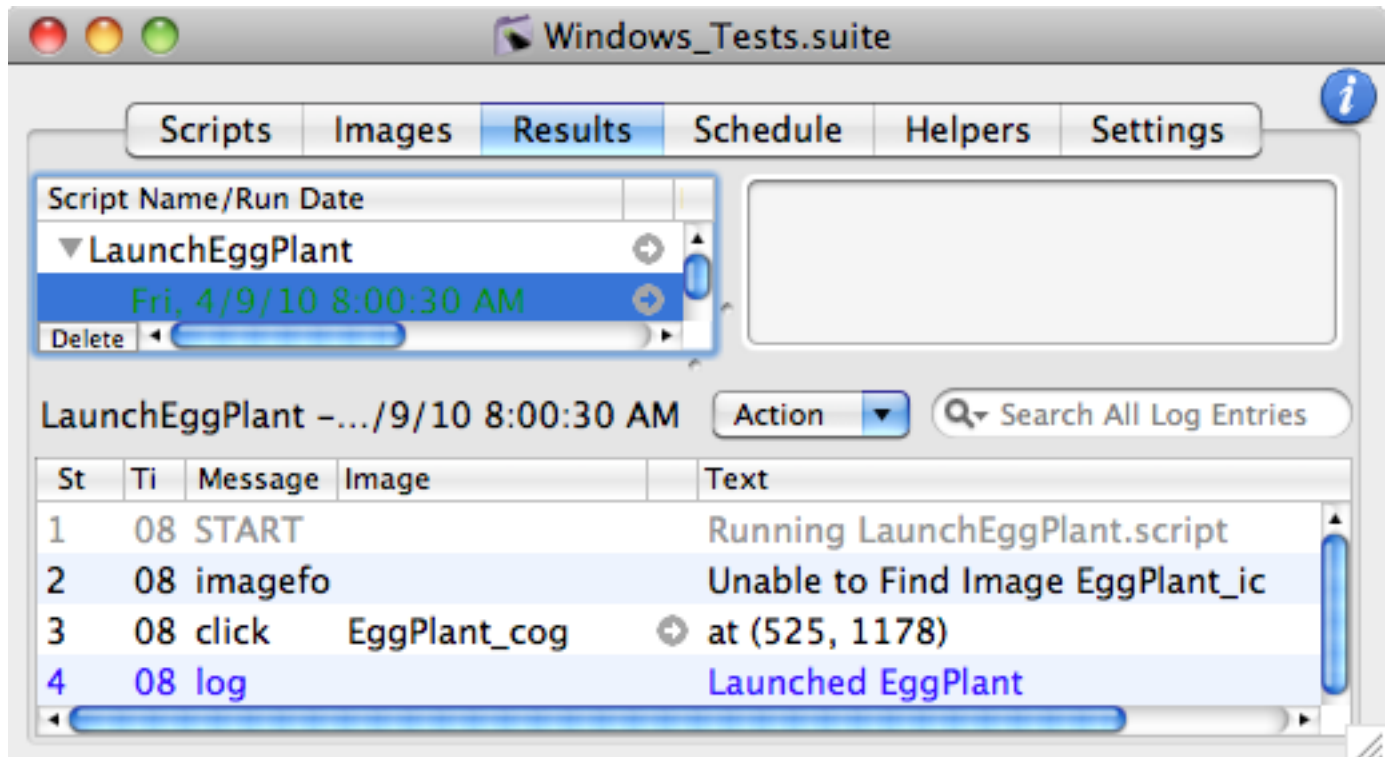 Windows_Tests.suite
i
Scripts Images Results Schedule Helpers Settings
Script Name/Run Date
LaunchEggPlant
Fri, 4/9/10 8:00:30 AM
Delete
LaunchEggPlant –.../9/10 8:00:30 AM Action Search All Log Entries
St Ti Message Image Text
1 08 START Running LaunchEggPlant.script
2 08 imagefo Unable to Find Image EggPlant_ic
3 08 click EggPlant_cog at (525, 1178)
4 08 log Launched EggPlant